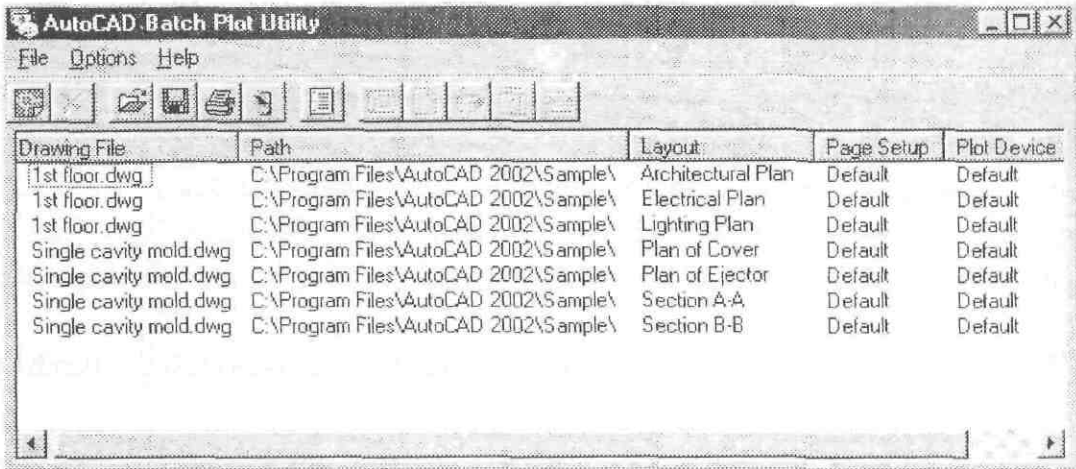 AutoCAD Batch Plot Utility
File Options Help
Drawing File Path Layout Page Setup Plot Device
1st floor.dwg C:\Program Files\AutoCAD 2002\Sample\ Architectural Plan Default Default
1st floor.dwg C:\Program Files\AutoCAD 2002\Sample\ Electrical Plan Default Default
1st floor.dwg C:\Program Files\AutoCAD 2002\Sample\ Lighting Plan Default Default
Single cavity mold.dwg C:\Program Files\AutoCAD 2002\Sample\ Plan of Cover Default Default
Single cavity mold.dwg C:\Program Files\AutoCAD 2002\Sample\ Plan of Ejector Default Default
Single cavity mold.dwg C:\Program Files\AutoCAD 2002\Sample\ Section A-A Default Default
Single cavity mold.dwg C:\Program Files\AutoCAD 2002\Sample\ Section B-B Default Default